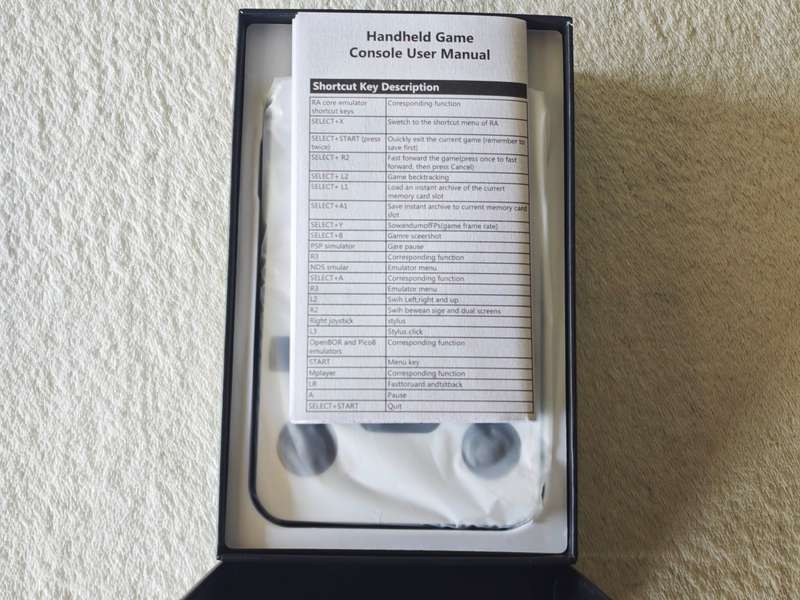 Handheld Game
Console User Manual
Shortcut Key Description
RA core emulator Coresponding function
shortcut keys
SELECT+X Swetch to the shortcut menu of RA
SELECT+START (press Quickly exit the current game (remember to
twice) save first)
SELECT+ R2 Fast forward the game(press once to fast
forward, then press Cancel)
SELECT+ L2 Game becktracking
SELECT+ L1 Load an instant archive of the current
memory card slot
SELECT+A1 Save instant archive to current memory card
slot
SELECT+Y SowandumoffFPs(game frame rate)
SELECT+B Gamre sceershot
PSP simulator Gare pause
R3 Corresponding function
NDS smular Emulator menu
SELECT+A Corresponding function
R3 Emulator menu
L2 Swih Left,right and up
R2 Swih bewean sige and dual screens
Right joystick stylus
L3 Stylus click
OpenBOR and Pico8 Corresponding function
emulators
START Menu key
Mplayer Corresponding function
LR Fastforuard andtstback
A Pause
SELECT+START Quit